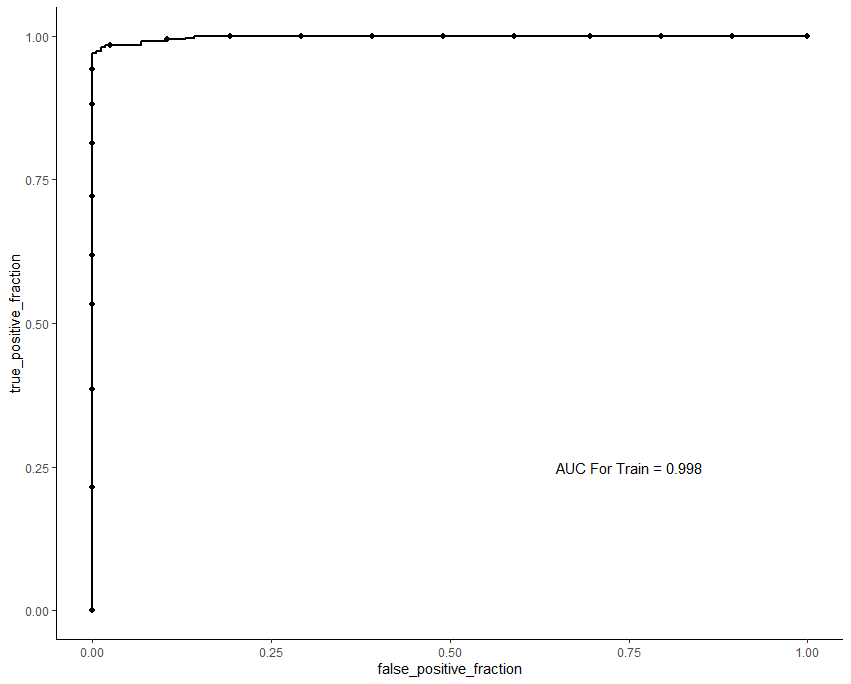 1.00
0.75
0.50
0.25
0.00
true_positive_fraction
AUC For Train = 0.998
0.00 0.25 0.50 0.75 1.00
false_positive_fraction